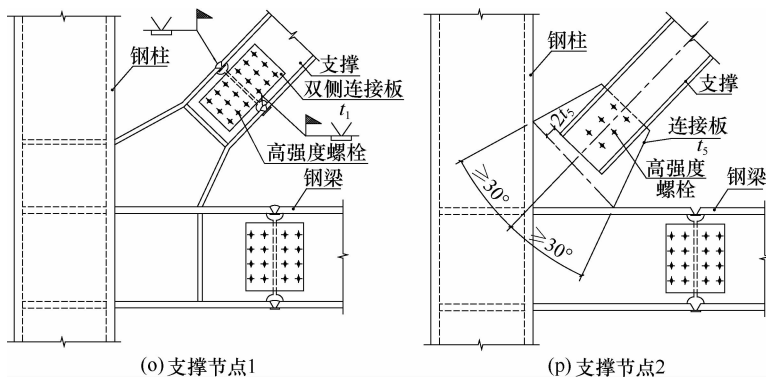 钢柱
支撑
双侧连接板
t₁
高强度螺栓
钢梁
(o) 支撑节点1
钢柱
支撑
2t₅
连接板
t₅
高强度
螺栓
钢梁
≥30°
≥30°
(p) 支撑节点2